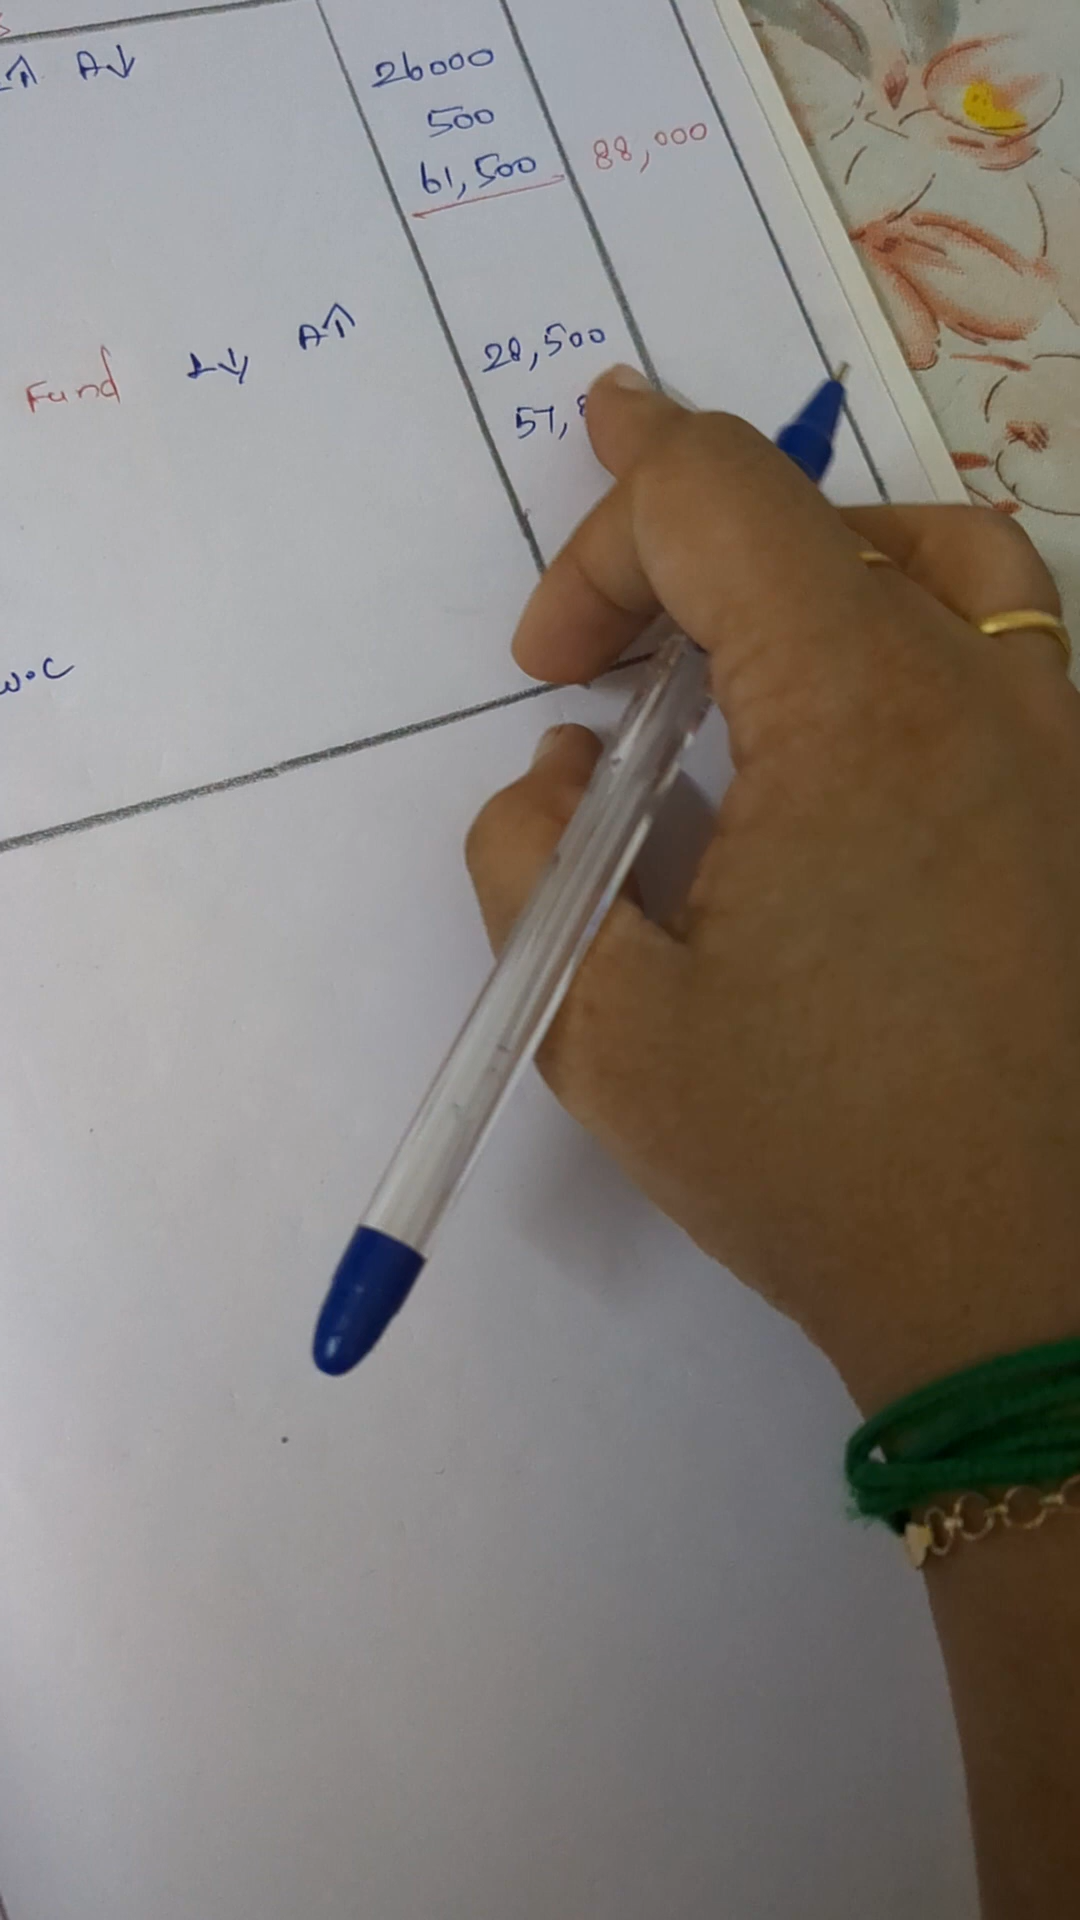 ↑ A↓ 26000
500
61,500 88,000
Fund L↓ A↑ 28,500
57,
W.C